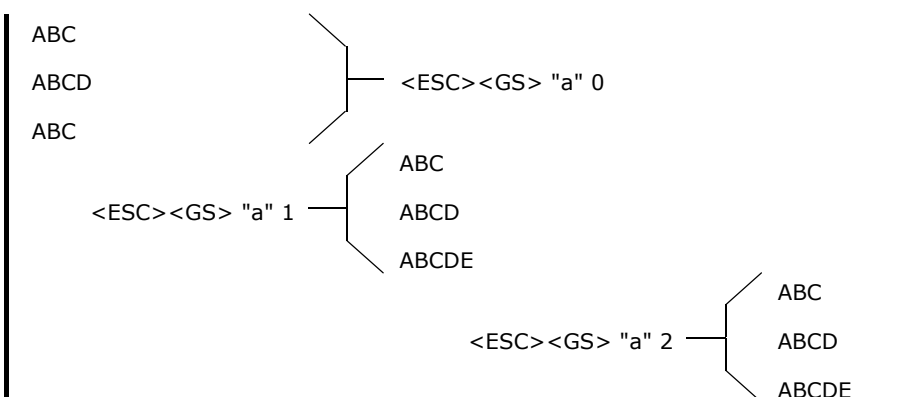 ABC
ABCD <ESC><GS> "a" 0
ABC
ABC
<ESC><GS> "a" 1 ABCD
ABCDE
ABC
<ESC><GS> "a" 2 ABCD
ABCDE